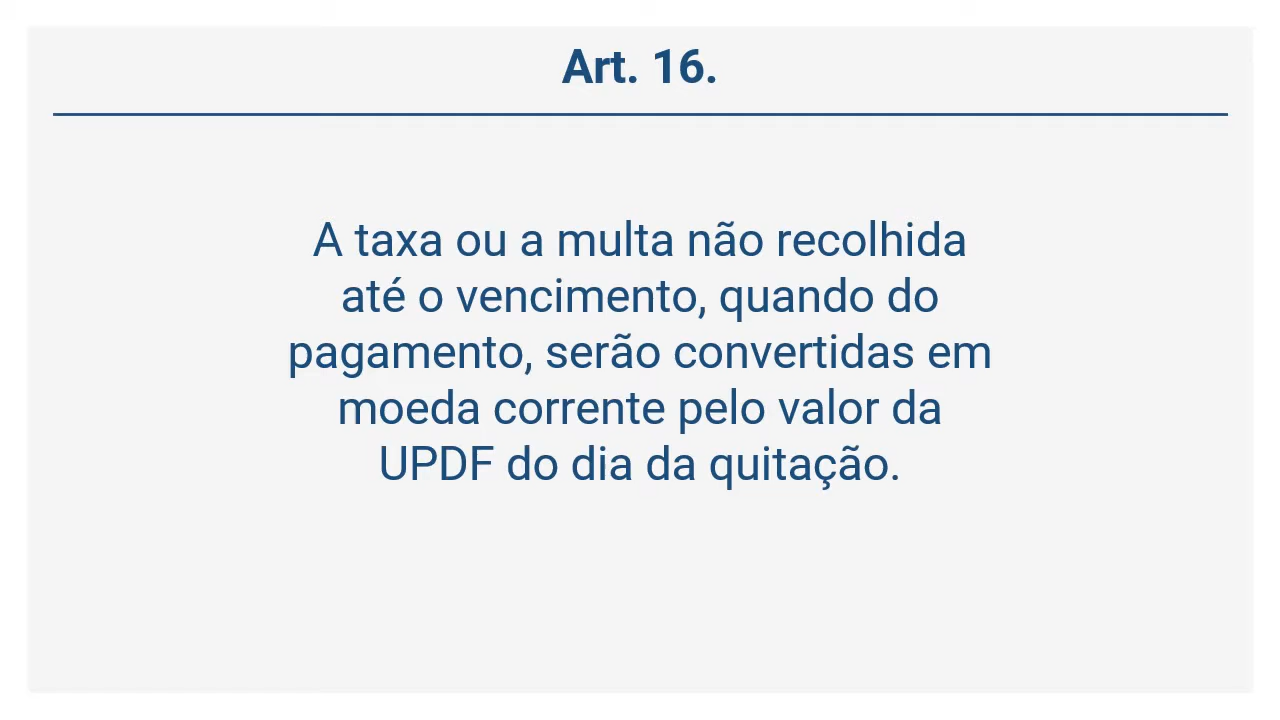 Art. 16.
A taxa ou a multa não recolhida
até o vencimento, quando do
pagamento, serão convertidas em
moeda corrente pelo valor da
UPDF do dia da quitação.